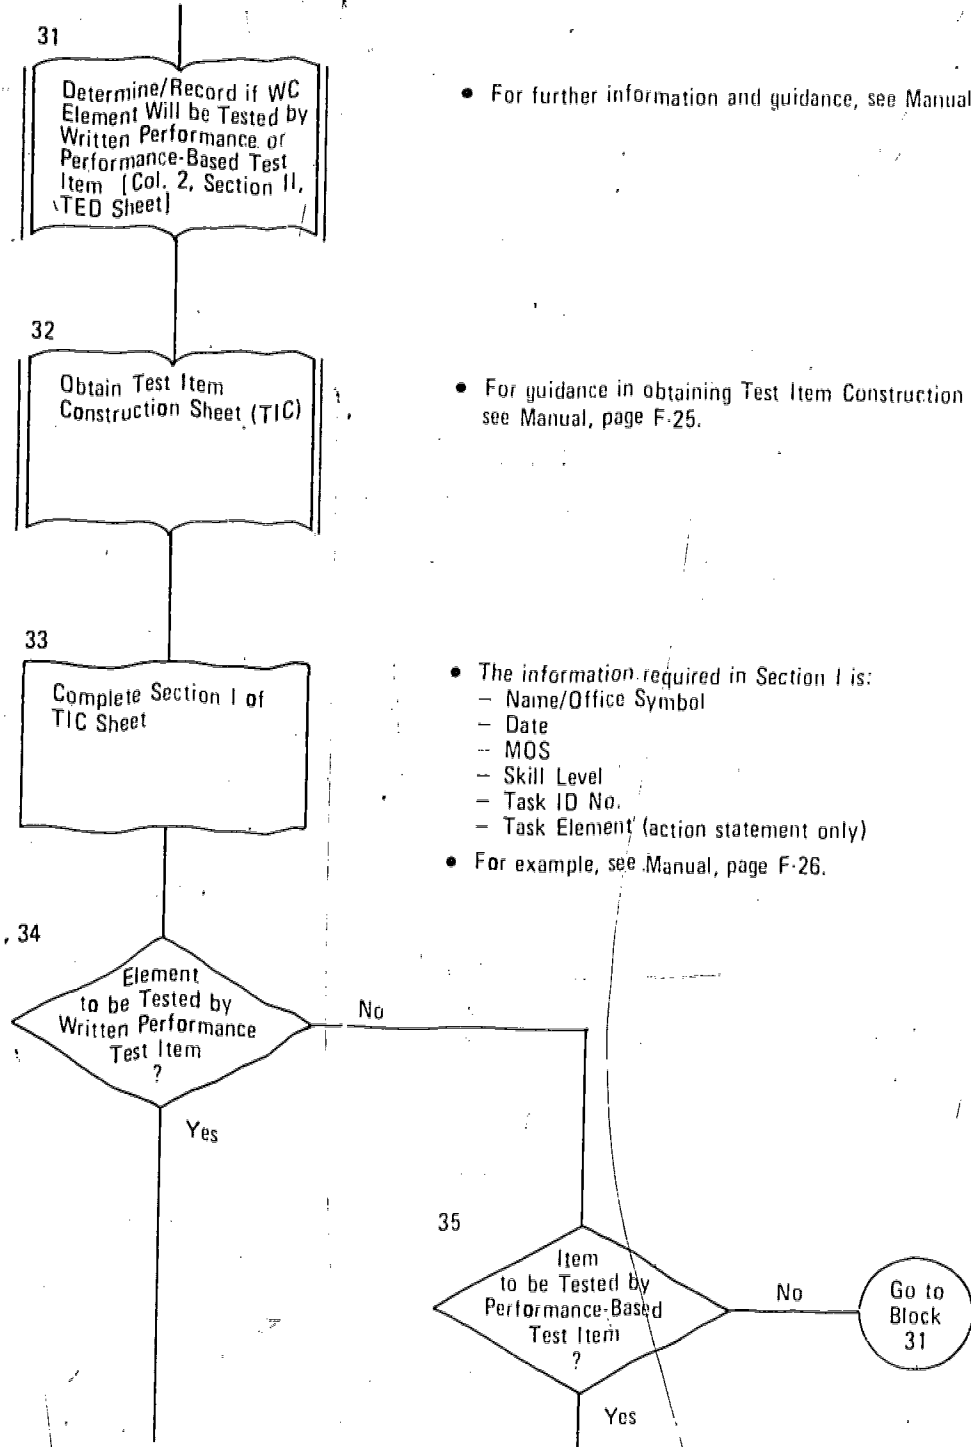 31
Determine/Record if WC
Element Will be Tested by
Written Performance or
Performance-Based Test
Item [Col. 2, Section II,
TED Sheet]
• For further information and guidance, see Manual
32
Obtain Test Item
Construction Sheet (TIC)
• For guidance in obtaining Test Item Construction
see Manual, page F-25.
33
Complete Section I of
TIC Sheet
• The information required in Section I is:
– Name/Office Symbol
– Date
– MOS
– Skill Level
– Task ID No.
– Task Element (action statement only)
• For example, see Manual, page F-26.
34
Element
to be Tested by
Written Performance
Test Item
?
No
Yes
35
Item
to be Tested by
Performance-Based
Test Item
?
No
Go to
Block
31
Yes